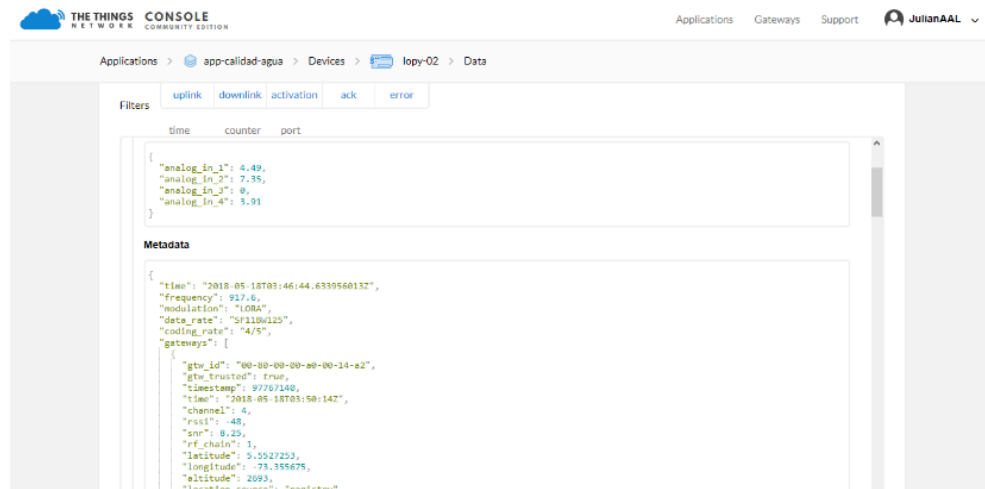 THE THINGS NETWORK CONSOLE COMMUNITY EDITION
Applications Gateways Support JulianAAL
Applications > app-calidad-agua > Devices > lopy-02 > Data
Filters uplink downlink activation ack error
time counter port
{
"analog_in_1": 4.49,
"analog_in_2": 7.35,
"analog_in_3": 0,
"analog_in_4": 3.91
}
Metadata
{
"time": "2018-05-18T03:46:44.633956013Z",
"frequency": 917.6,
"modulation": "LORA",
"data_rate": "SF11BW125",
"coding_rate": "4/5",
"gateways": [
{
"gtw_id": "00-80-00-00-a0-00-14-a2",
"gtw_trusted": true,
"timestamp": 97767140,
"time": "2018-05-18T03:50:14Z",
"channel": 4,
"rssi": -48,
"snr": 8.25,
"rf_chain": 1,
"latitude": 5.5527253,
"longitude": -73.355675,
"altitude": 2693,
"location_source": "registry"